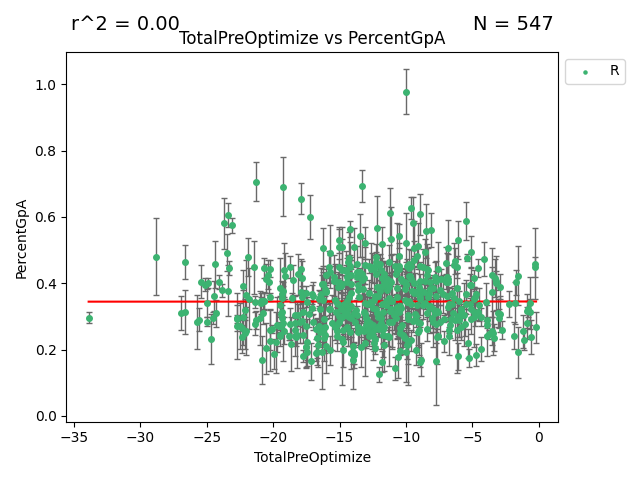 r^2 = 0.00 N = 547
TotalPreOptimize vs PercentGpA
R
PercentGpA
1.0
0.8
0.6
0.4
0.2
0.0
−35 −30 −25 −20 −15 −10 −5 0
TotalPreOptimize